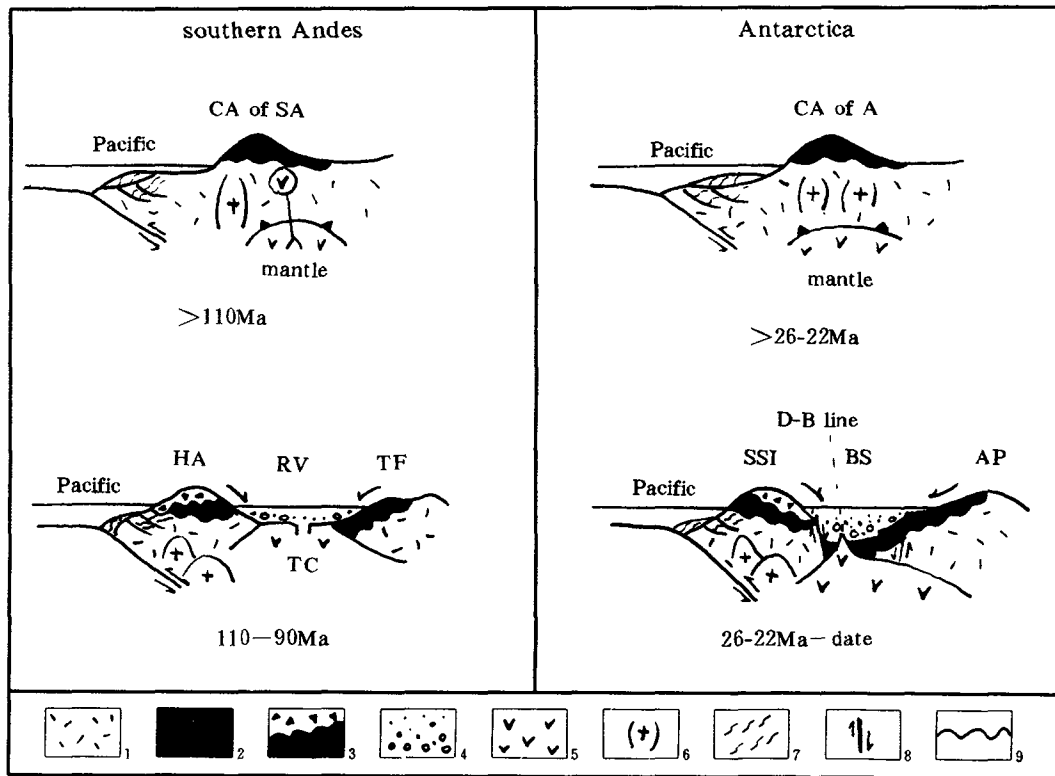 southern Andes
CA of SA
Pacific
mantle
>110Ma
HA RV TF
Pacific
TC
110—90Ma
Antarctica
CA of A
Pacific
mantle
>26-22Ma
D-B line
SSI BS AP
Pacific
26-22Ma—date
1 2 3 4 5 6 7 8 9